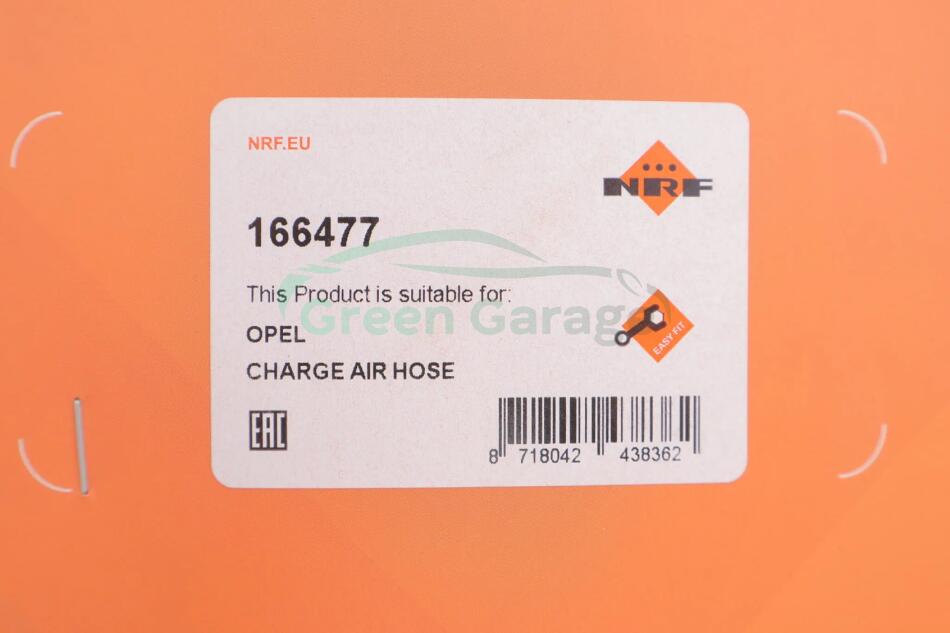 NRF.EU
NRF
166477
This Product is suitable for:
Green Garage
OPEL
EASY FIT
CHARGE AIR HOSE
EAC
8 718042 438362